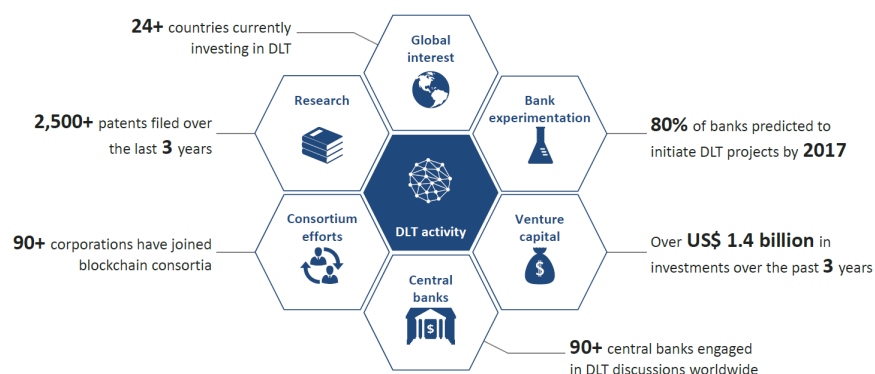 24+ countries currently
investing in DLT
Global
interest
Research
Bank
experimentation
2,500+ patents filed over
the last 3 years
80% of banks predicted to
initiate DLT projects by 2017
DLT activity
Consortium
efforts
Venture
capital
90+ corporations have joined
blockchain consortia
Over US$ 1.4 billion in
investments over the past 3 years
$
Central
banks
$
90+ central banks engaged
in DLT discussions worldwide